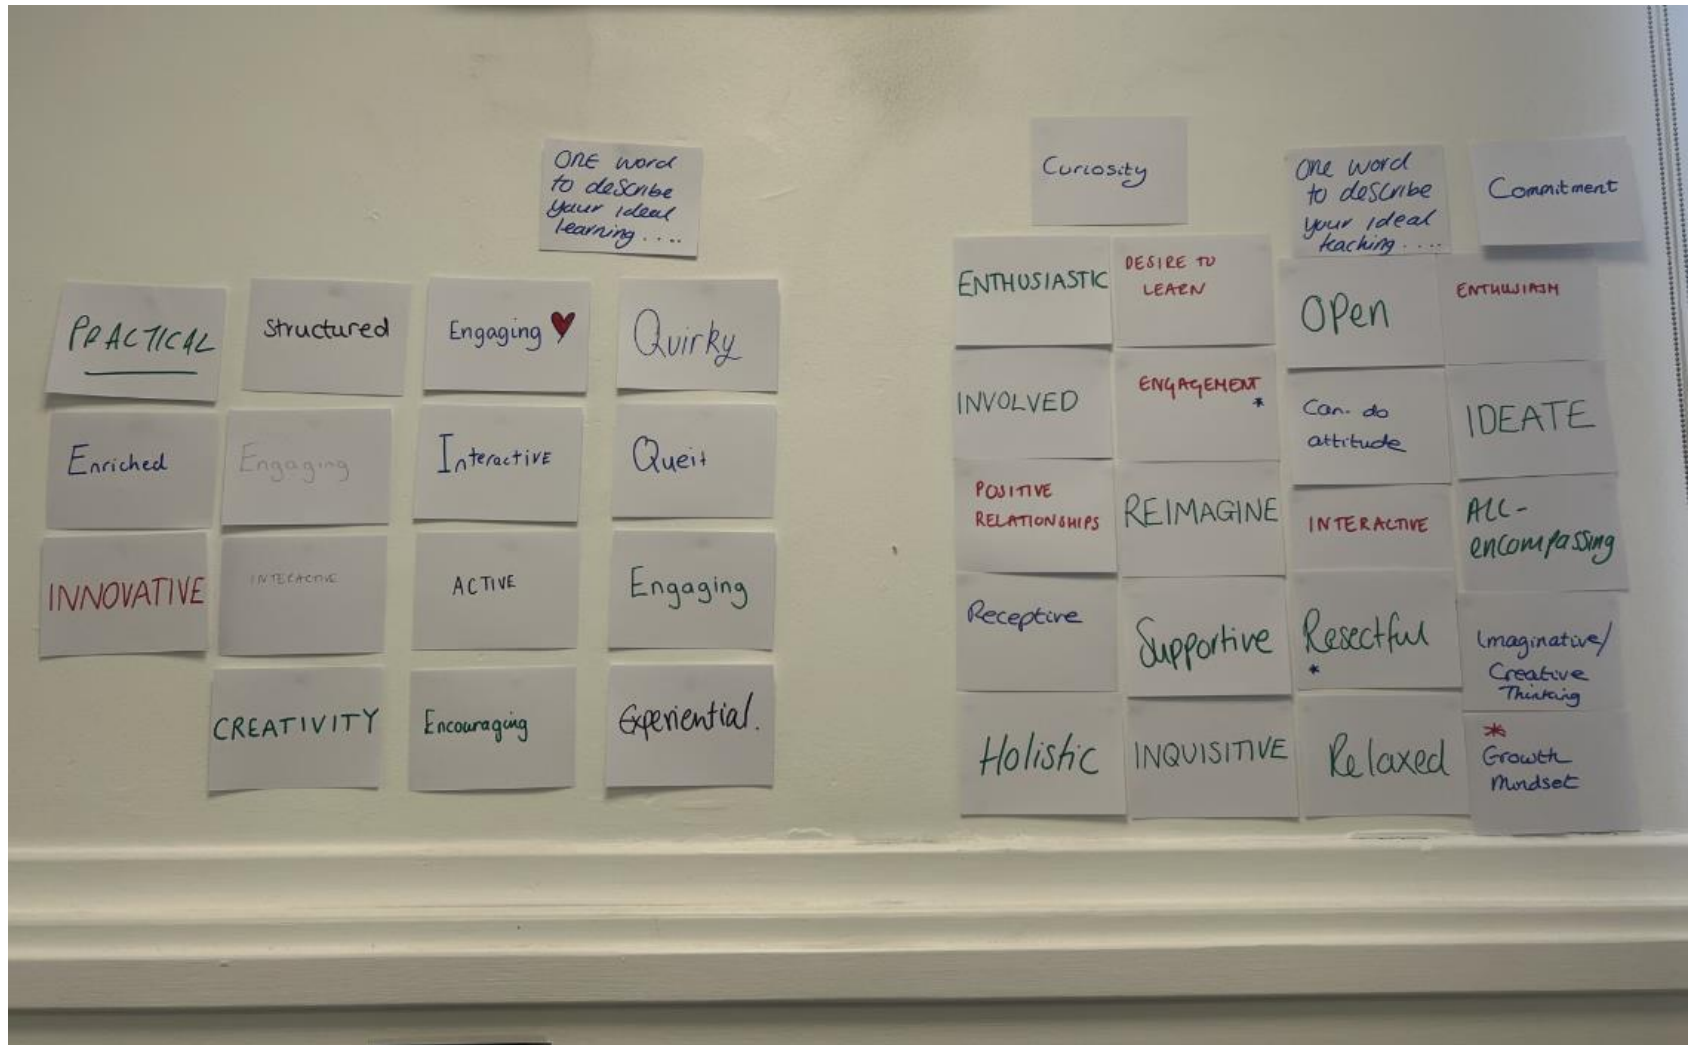 ONE word
to describe
your ideal
learning....
PRACTICAL
Structured
Engaging
Quirky
Enriched
Engaging
Interactive
Queit
INNOVATIVE
INTERACTIVE
ACTIVE
Engaging
CREATIVITY
Encouraging
Experiential.
Curiosity
One word
to describe
your ideal
teaching....
Commitment
ENTHUSIASTIC
DESIRE TO
LEARN
OPen
ENTHUSIASM
INVOLVED
ENGAGEMENT
*
Can-do
attitude
IDEATE
POSITIVE
RELATIONSHIPS
REIMAGINE
INTERACTIVE
ALL-
encompassing
Receptive
Supportive
Resectful
*
Imaginative/
Creative
Thinking
Holistic
INQUISITIVE
Relaxed
*
Growth
Mindset